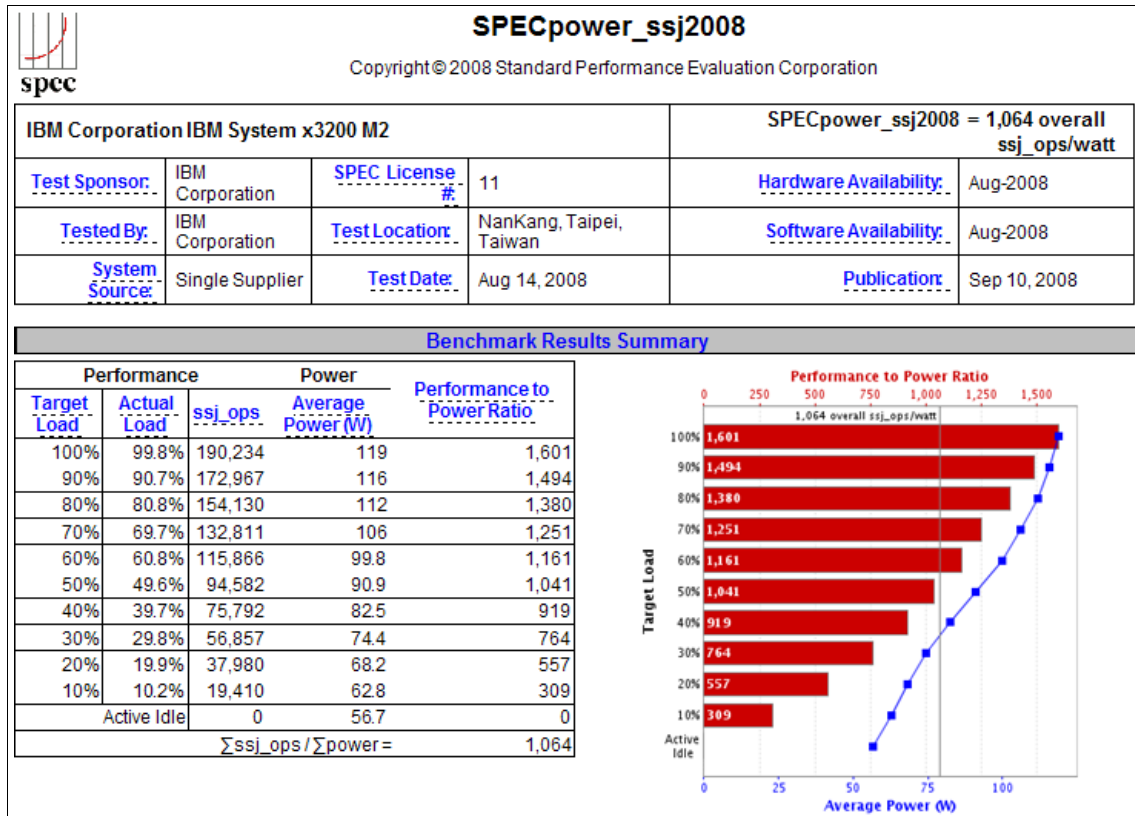 spec
SPECpower_ssj2008
Copyright © 2008 Standard Performance Evaluation Corporation
IBM Corporation IBM System x3200 M2
SPECpower_ssj2008 = 1,064 overall
ssj_ops/watt
Test Sponsor: IBM Corporation SPEC License #: 11 Hardware Availability: Aug-2008
Tested By: IBM Corporation Test Location: NanKang, Taipei, Taiwan Software Availability: Aug-2008
System Source: Single Supplier Test Date: Aug 14, 2008 Publication: Sep 10, 2008
Benchmark Results Summary
Performance Power Performance to Power Ratio
Target Load Actual Load ssj_ops Average Power (W)
100% 99.8% 190,234 119 1,601
90% 90.7% 172,967 116 1,494
80% 80.8% 154,130 112 1,380
70% 69.7% 132,811 106 1,251
60% 60.8% 115,866 99.8 1,161
50% 49.6% 94,582 90.9 1,041
40% 39.7% 75,792 82.5 919
30% 29.8% 56,857 74.4 764
20% 19.9% 37,980 68.2 557
10% 10.2% 19,410 62.8 309
Active Idle 0 56.7 0
∑ssj_ops / ∑power = 1,064
Performance to Power Ratio
0 250 500 750 1,000 1,250 1,500
1,064 overall ssj_ops/watt
Target Load
100% 1,601
90% 1,494
80% 1,380
70% 1,251
60% 1,161
50% 1,041
40% 919
30% 764
20% 557
10% 309
Active
Idle
0 25 50 75 100
Average Power (W)